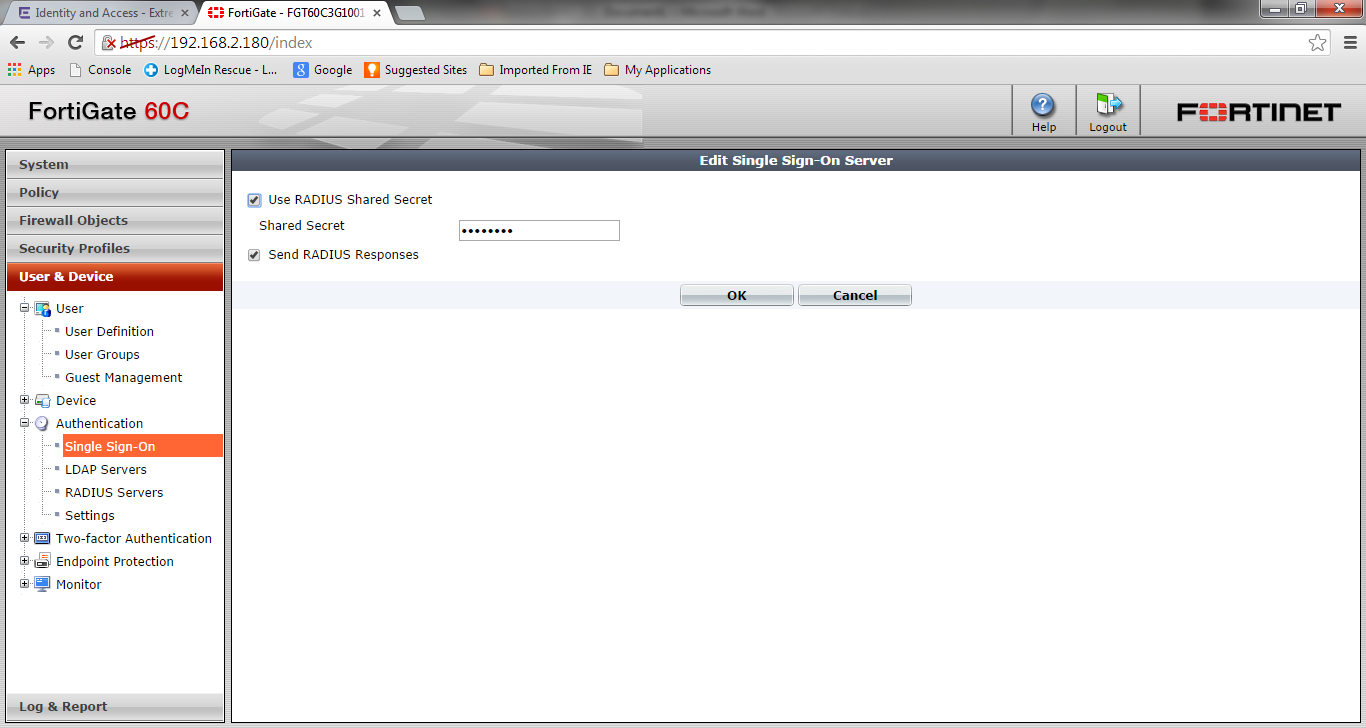 Identity and Access - Extre
FortiGate - FGT60C3G1001
https://192.168.2.180/index
Apps Console LogMeIn Rescue - L... Google Suggested Sites Imported From IE My Applications
FortiGate 60C
Help
Logout
FORTINET
System
Policy
Firewall Objects
Security Profiles
User & Device
User
User Definition
User Groups
Guest Management
Device
Authentication
Single Sign-On
LDAP Servers
RADIUS Servers
Settings
Two-factor Authentication
Endpoint Protection
Monitor
Log & Report
Edit Single Sign-On Server
Use RADIUS Shared Secret
Shared Secret ••••••••
Send RADIUS Responses
OK Cancel